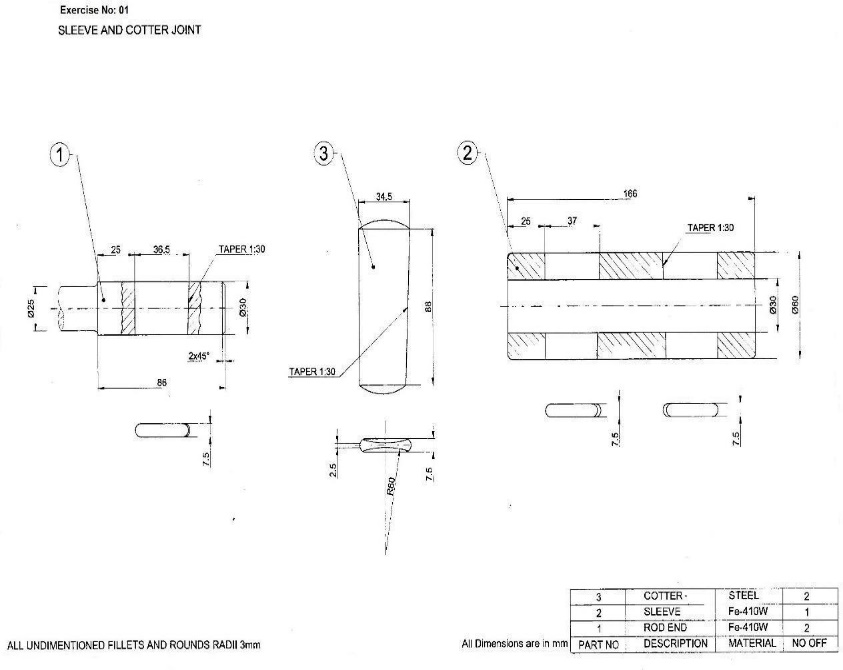 Exercise No: 01
SLEEVE AND COTTER JOINT
1
3
2
34,5
166
25
36.5
TAPER 1:30
26
37
TAPER 1:30
Ø25
Ø30
88
Ø30
Ø60
2x45°
TAPER 1:30
86
7.5
2.5
R60
7.5
7.5
7.5
3 COTTER STEEL 2
2 SLEEVE Fe-410W 1
1 ROD END Fe-410W 2
PART NO DESCRIPTION MATERIAL NO OFF
ALL UNDIMENTIONED FILLETS AND ROUNDS RADII 3mm
All Dimensions are in mm